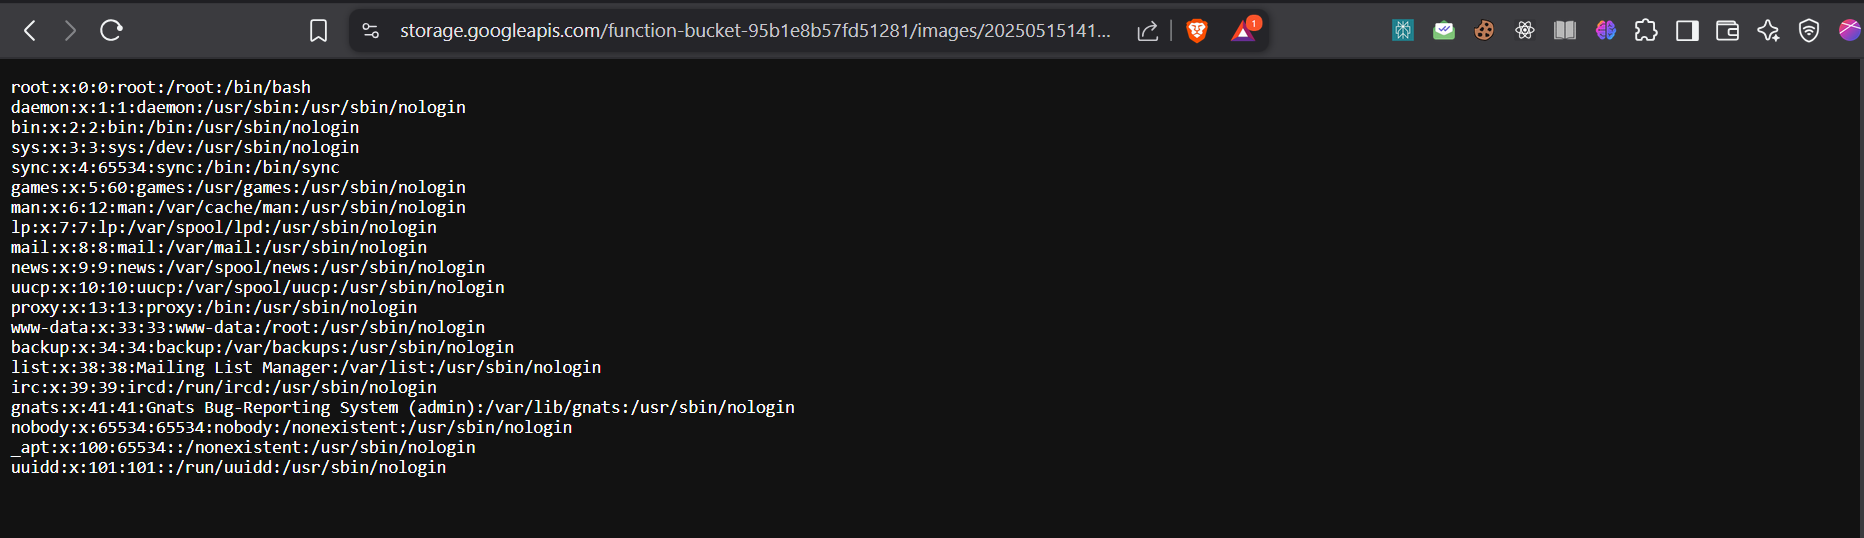 storage.googleapis.com/function-bucket-95b1e8b57fd51281/images/20250515141...
1
root:x:0:0:root:/root:/bin/bash
daemon:x:1:1:daemon:/usr/sbin:/usr/sbin/nologin
bin:x:2:2:bin:/bin:/usr/sbin/nologin
sys:x:3:3:sys:/dev:/usr/sbin/nologin
sync:x:4:65534:sync:/bin:/bin/sync
games:x:5:60:games:/usr/games:/usr/sbin/nologin
man:x:6:12:man:/var/cache/man:/usr/sbin/nologin
lp:x:7:7:lp:/var/spool/lpd:/usr/sbin/nologin
mail:x:8:8:mail:/var/mail:/usr/sbin/nologin
news:x:9:9:news:/var/spool/news:/usr/sbin/nologin
uucp:x:10:10:uucp:/var/spool/uucp:/usr/sbin/nologin
proxy:x:13:13:proxy:/bin:/usr/sbin/nologin
www-data:x:33:33:www-data:/root:/usr/sbin/nologin
backup:x:34:34:backup:/var/backups:/usr/sbin/nologin
list:x:38:38:Mailing List Manager:/var/list:/usr/sbin/nologin
irc:x:39:39:ircd:/run/ircd:/usr/sbin/nologin
gnats:x:41:41:Gnats Bug-Reporting System (admin):/var/lib/gnats:/usr/sbin/nologin
nobody:x:65534:65534:nobody:/nonexistent:/usr/sbin/nologin
_apt:x:100:65534::/nonexistent:/usr/sbin/nologin
uuidd:x:101:101::/run/uuidd:/usr/sbin/nologin